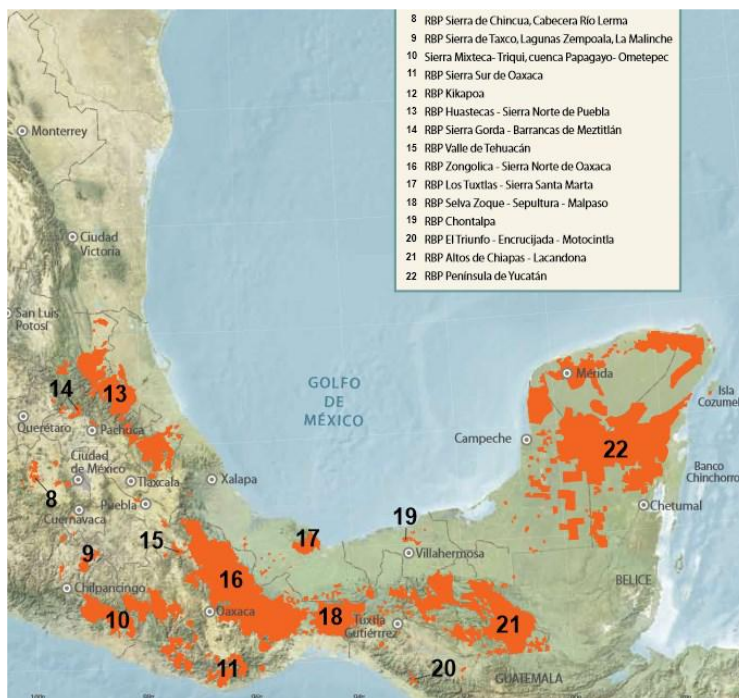 8 RBP Sierra de Chincua, Cabecera Río Lerma
9 RBP Sierra de Taxco, Lagunas Zempoala, La Malinche
10 Sierra Mixteca- Triqui, cuenca Papagayo- Ometepec
11 RBP Sierra Sur de Oaxaca
12 RBP Kikapoa
13 RBP Huastecas - Sierra Norte de Puebla
14 RBP Sierra Gorda - Barrancas de Meztitlán
15 RBP Valle de Tehuacán
16 RBP Zongolica - Sierra Norte de Oaxaca
17 RBP Los Tuxtlas - Sierra Santa Marta
18 RBP Selva Zoque - Sepultura - Malpaso
19 RBP Chontalpa
20 RBP El Triunfo - Encrucijada - Motocintla
21 RBP Altos de Chiapas - Lacandona
22 RBP Península de Yucatán
Monterrey
Ciudad
Victoria
San Luis
Potosí
14
13
GOLFO
DE
MÉXICO
Mérida
Isla
Cozumel
Querétaro
Pachuca
Campeche
22
Ciudad
de México
Tlaxcala
Xalapa
Banco
Chinchorro
8
Puebla
Cuernavaca
Chetumal
15
17
19
Villahermosa
9
16
Chilpancingo
BELICE
10
Oaxaca
18
Tuxtla
Gutiérrrez
21
11
20
GUATEMALA